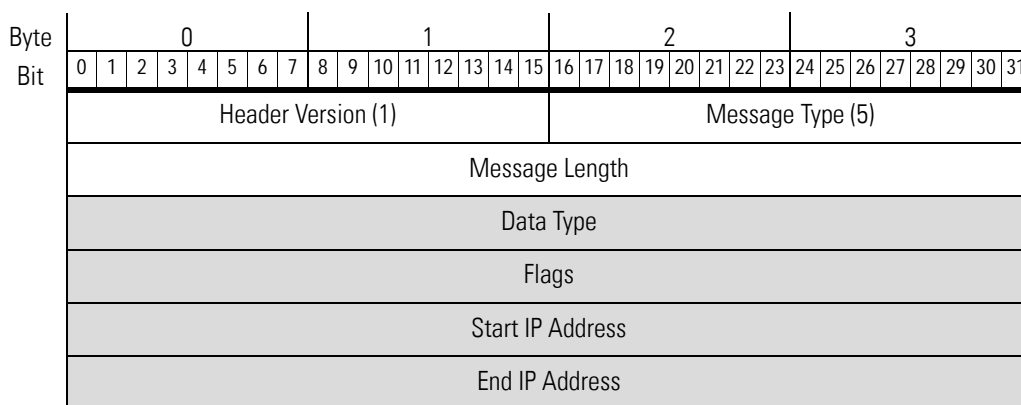 Byte 0 1 2 3
Bit 0 1 2 3 4 5 6 7 8 9 10 11 12 13 14 15 16 17 18 19 20 21 22 23 24 25 26 27 28 29 30 31
Header Version (1) Message Type (5)
Message Length
Data Type
Flags
Start IP Address
End IP Address